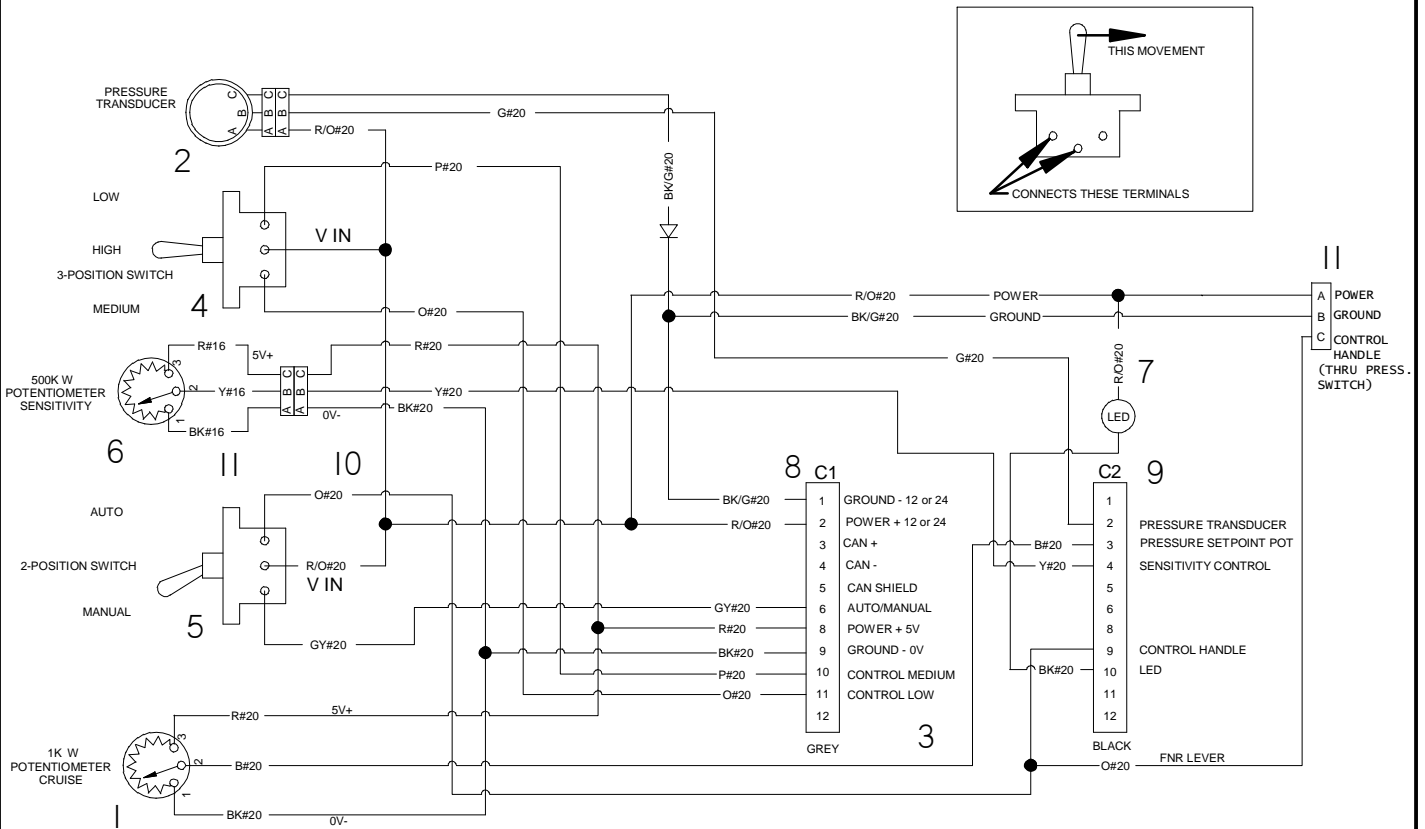 THIS MOVEMENT
CONNECTS THESE TERMINALS
PRESSURE
TRANSDUCER
C
B
A
C
B
A
C
B
A
R/O#20
G#20
BK/G#20
2
P#20
LOW
HIGH
3-POSITION SWITCH
MEDIUM
V IN
4
O#20
R/O#20
POWER
BK/G#20
GROUND
11
A
POWER
B
GROUND
C
CONTROL
HANDLE
(THRU PRESS.
SWITCH)
R#16
5V+
R#20
3
2
1
500K W
POTENTIOMETER
SENSITIVITY
Y#16
C
B
A
C
B
A
Y#20
BK#20
0V-
BK#16
G#20
R/O#20
7
LED
6
11
10
AUTO
2-POSITION SWITCH
MANUAL
O#20
R/O#20
V IN
5
GY#20
8
C1
BK/G#20
1
GROUND - 12 or 24
R/O#20
2
POWER + 12 or 24
3
CAN +
4
CAN -
5
CAN SHIELD
GY#20
6
AUTO/MANUAL
R#20
8
POWER + 5V
BK#20
9
GROUND - 0V
P#20
10
CONTROL MEDIUM
O#20
11
CONTROL LOW
12
GREY
3
C2
9
1
2
PRESSURE TRANSDUCER
B#20
3
PRESSURE SETPOINT POT
Y#20
4
SENSITIVITY CONTROL
5
6
8
9
CONTROL HANDLE
BK#20
10
LED
11
12
BLACK
O#20
FNR LEVER
R#20
5V+
3
2
1
1K W
POTENTIOMETER
CRUISE
B#20
BK#20
0V-
1